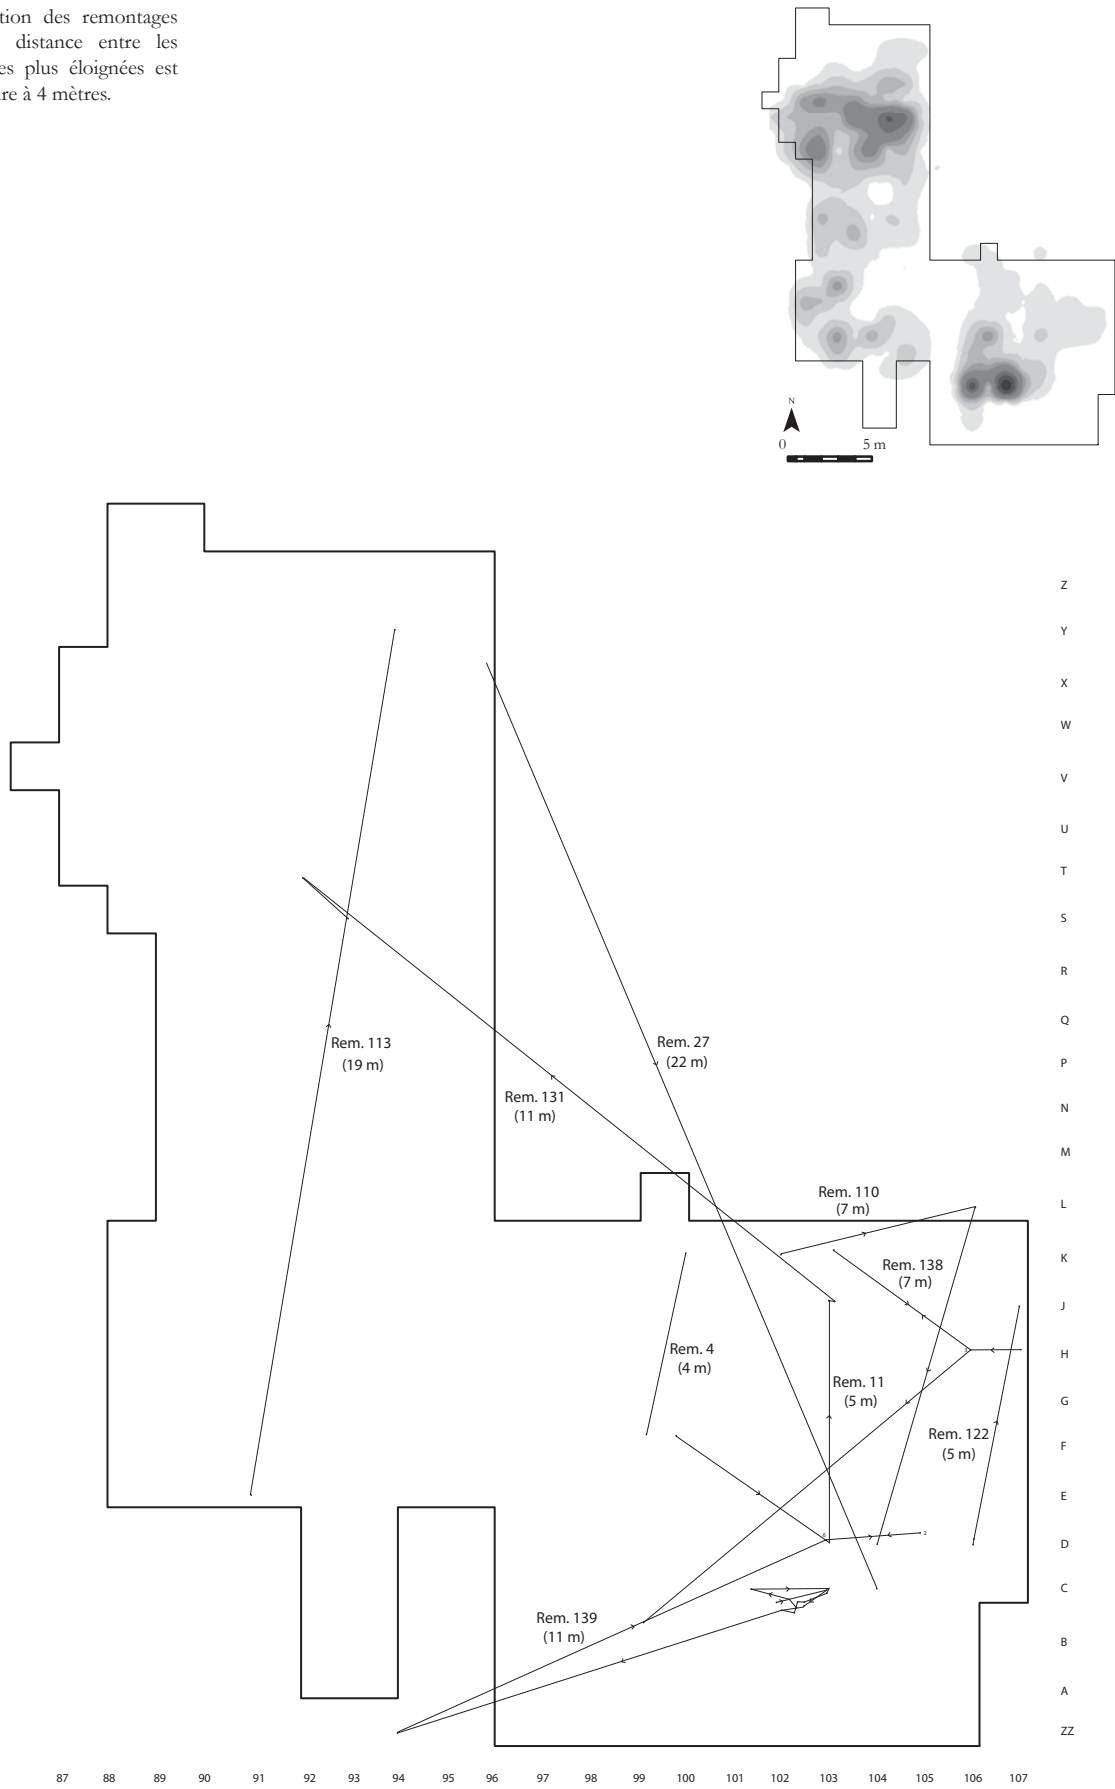 tion des remontages
distance entre les
es plus éloignées est
re à 4 mètres.
N
0 5 m
Z
Y
X
W
V
U
T
S
R
Q
Rem. 113
(19 m)
Rem. 27
(22 m)
P
Rem. 131
(11 m)
N
M
Rem. 110
(7 m)
L
K
Rem. 138
(7 m)
J
Rem. 4
(4 m)
H
Rem. 11
(5 m)
G
Rem. 122
(5 m)
F
E
D
2
C
Rem. 139
(11 m)
B
A
ZZ
87 88 89 90 91 92 93 94 95 96 97 98 99 100 101 102 103 104 105 106 107